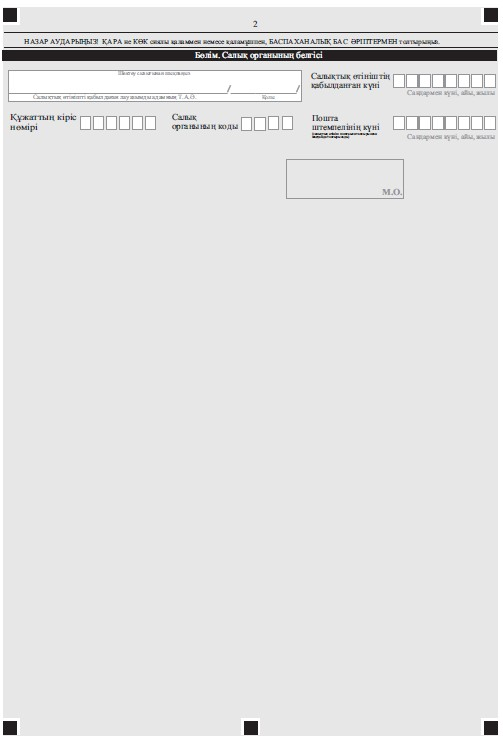 2
НАЗАР АУДАРЫҢЫЗ! ҚАРА не КӨК сиялы қаламмен немесе қаламұшпен, БАСПАХАНАЛЫҚ БАС ӘРІПТЕРМЕН толтырыңыз.
Бөлім. Салық органының белгісі
Салықтық өтінішті қабылдаған лауазымды адамның Т.А.Ә.
Қолы
Салықтық өтініштің
қабылданған күні
Сандармен күні, айы, жылы
Құжаттың кіріс
нөмірі
Салық
органының коды
Пошта
штемпелінің күні
Сандармен күні, айы, жылы
М.О.